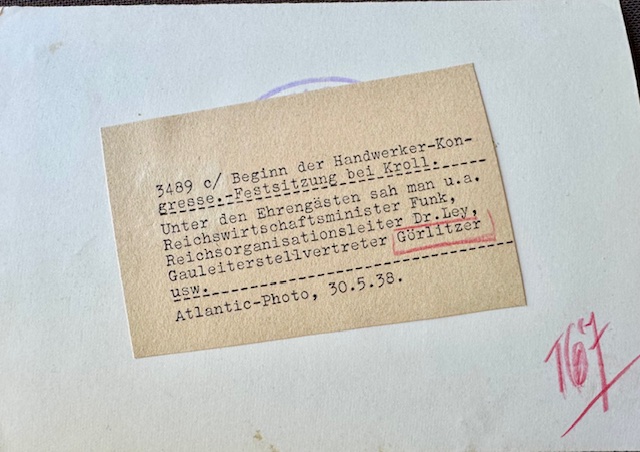 3489 c/ Beginn der Handwerker-Kon-
gresse.-Festsitzung bei Kroll.
Unter den Ehrengästen sah man u.a.
Reichswirtschaftsminister Funk,
Reichsorganisationsleiter Dr.Ley,
Gauleiterstellvertreter Görlitzer
usw.
Atlantic-Photo, 30.5.38.
167